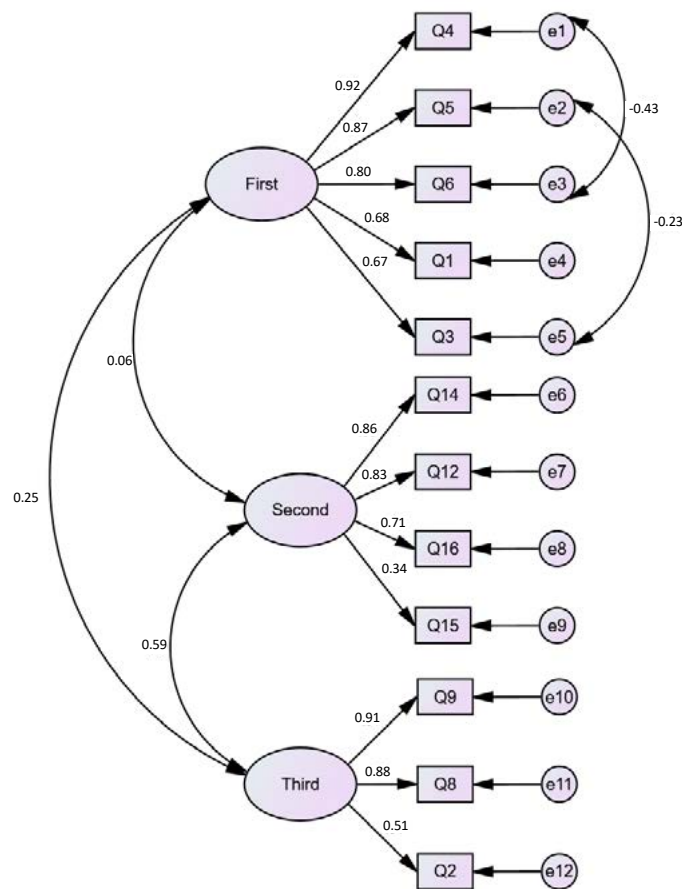 Q4
e1
0.92
Q5
e2
-0.43
0.87
First
0.80
Q6
e3
0.68
-0.23
Q1
e4
0.67
Q3
e5
0.06
Q14
e6
0.86
Q12
e7
0.83
0.25
Second
0.71
Q16
e8
0.34
Q15
e9
0.59
Q9
e10
0.91
Third
0.88
Q8
e11
0.51
Q2
e12